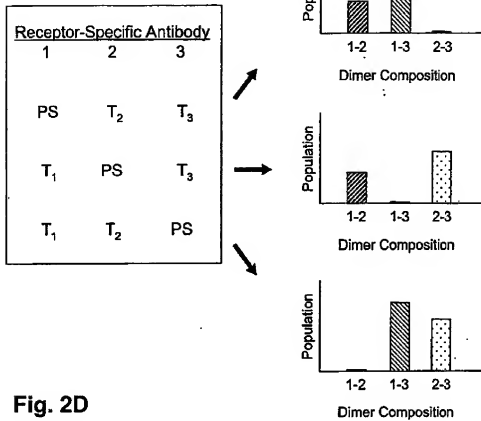 Receptor-Specific Antibody
1 2 3
PS T2 T3
T1 PS T3
T1 T2 PS
1-2 1-3 2-3
Dimer Composition
Population
1-2 1-3 2-3
Dimer Composition
Population
1-2 1-3 2-3
Dimer Composition
Fig. 2D